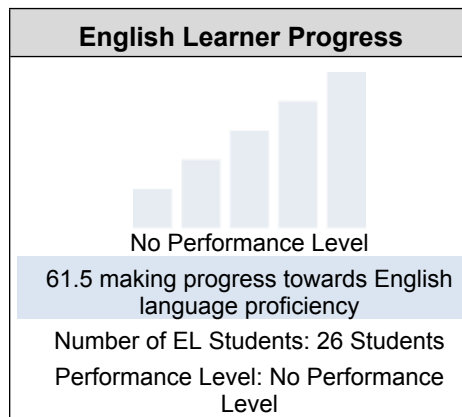 English Learner Progress
No Performance Level
61.5 making progress towards English
language proficiency
Number of EL Students: 26 Students
Performance Level: No Performance
Level